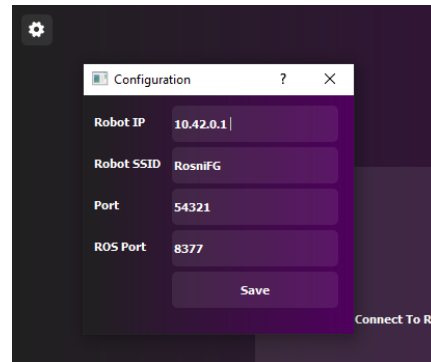 Configuration ?
Robot IP 10.42.0.1
Robot SSID RosniFG
Port 54321
ROS Port 8377
Save
Connect To R